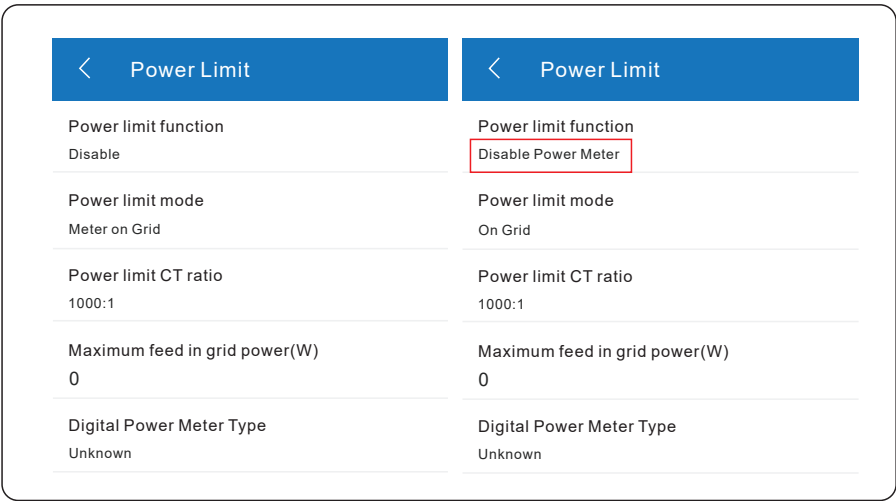 Power Limit
Power limit function
Disable
Power limit mode
Meter on Grid
Power limit CT ratio
1000:1
Maximum feed in grid power(W)
0
Digital Power Meter Type
Unknown
Power Limit
Power limit function
Disable Power Meter
Power limit mode
On Grid
Power limit CT ratio
1000:1
Maximum feed in grid power(W)
0
Digital Power Meter Type
Unknown